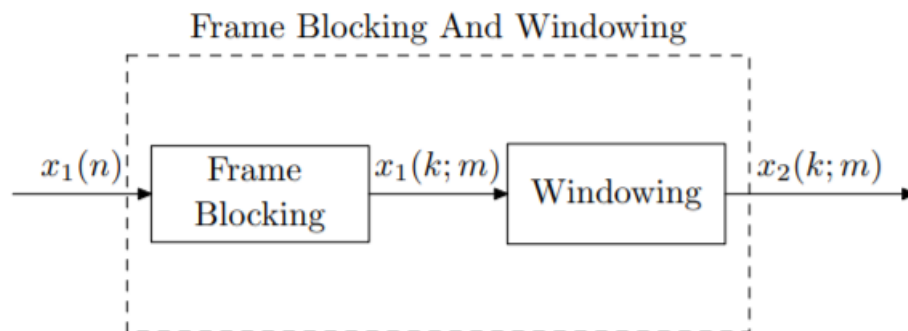 Frame Blocking And Windowing
x₁(n)
Frame
Blocking
x₁(k; m)
Windowing
x₂(k; m)